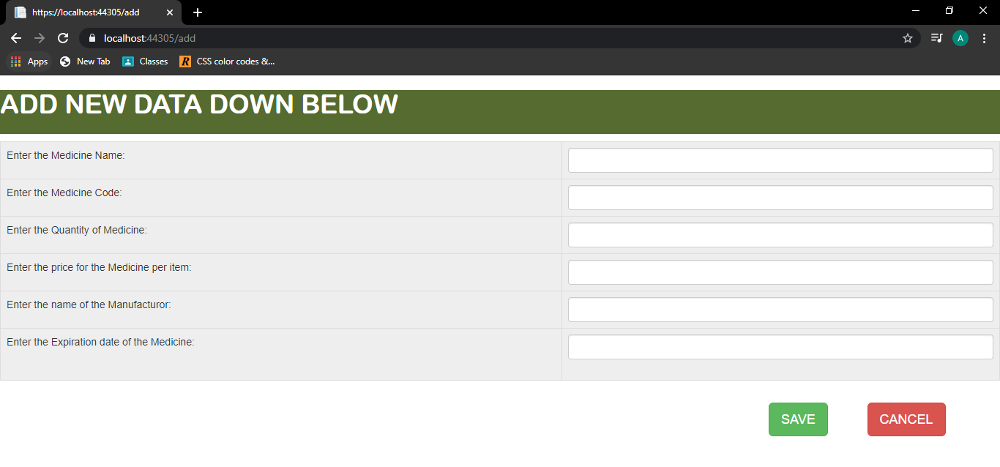 https://localhost:44305/add
localhost:44305/add
A
Apps New Tab Classes R CSS color codes &...
ADD NEW DATA DOWN BELOW
Enter the Medicine Name:
Enter the Medicine Code:
Enter the Quantity of Medicine:
Enter the price for the Medicine per item:
Enter the name of the Manufacturor:
Enter the Expiration date of the Medicine:
SAVE CANCEL